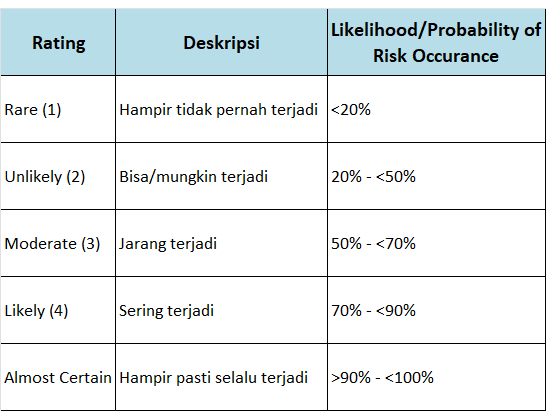 Rating Deskripsi Likelihood/Probability of
Risk Occurance
Rare (1) Hampir tidak pernah terjadi <20%
Unlikely (2) Bisa/mungkin terjadi 20% - <50%
Moderate (3) Jarang terjadi 50% - <70%
Likely (4) Sering terjadi 70% - <90%
Almost Certain Hampir pasti selalu terjadi >90% - <100%